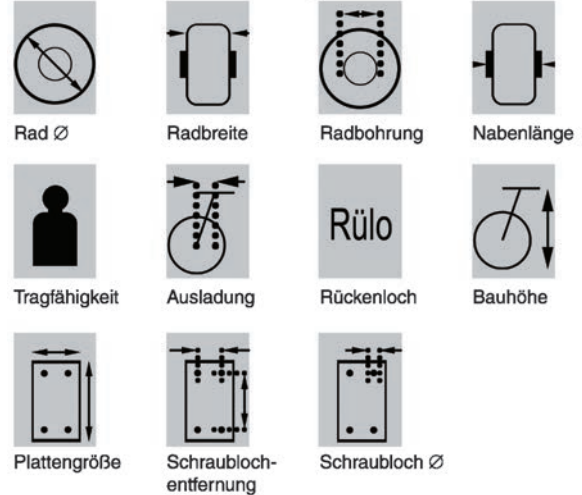 Rad Ø
Radbreite
Radbohrung
Nabenlänge
Rülo
Tragfähigkeit
Ausladung
Rückenloch
Bauhöhe
Plattengröße
Schraubloch-
entfernung
Schraubloch Ø